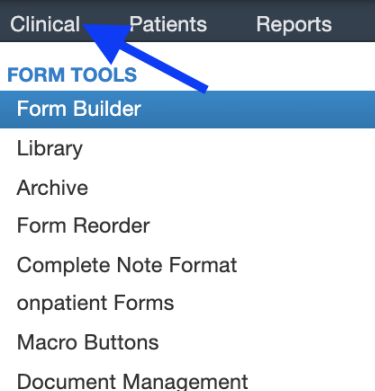 Clinical Patients Reports
FORM TOOLS
Form Builder
Library
Archive
Form Reorder
Complete Note Format
onpatient Forms
Macro Buttons
Document Management